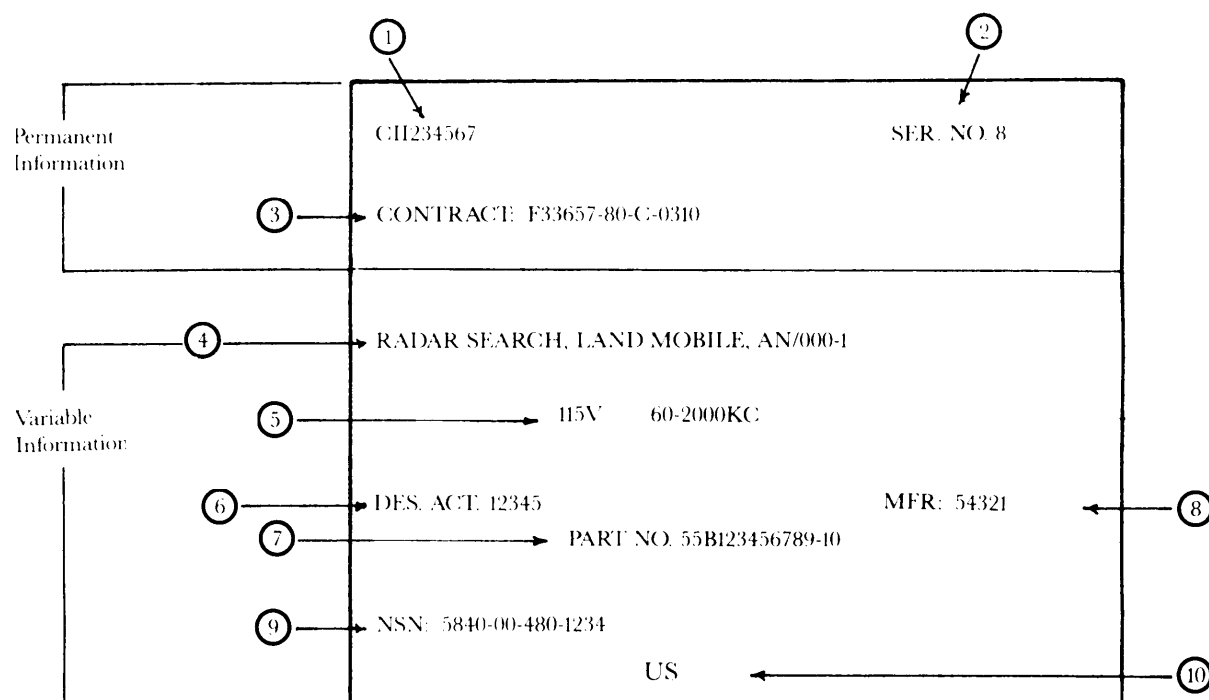 1 2
CH234567 SER. NO. 8
Permanent
Information
3 CONTRACT: F33657-80-C-0310
4 RADAR SEARCH, LAND MOBILE, AN/000-1
Variable
Information
5 115V 60-2000KC
6 DES. ACT. 12345 MFR: 54321 8
7 PART NO. 55B123456789-10
9 NSN: 5840-00-480-1234
US 10